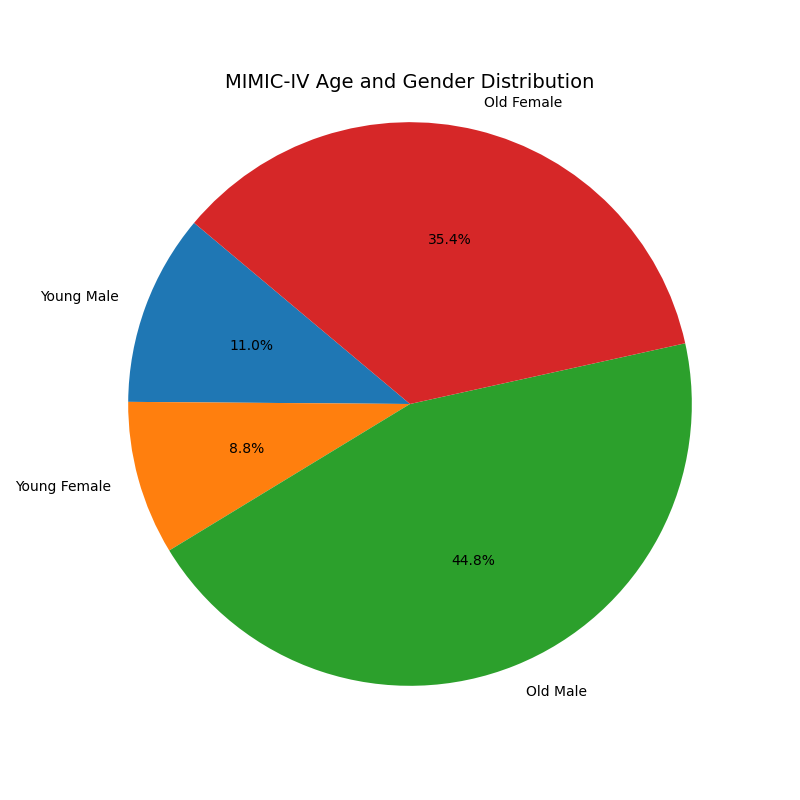 MIMIC-IV Age and Gender Distribution
Old Female
35.4%
Young Male
11.0%
8.8%
Young Female
44.8%
Old Male